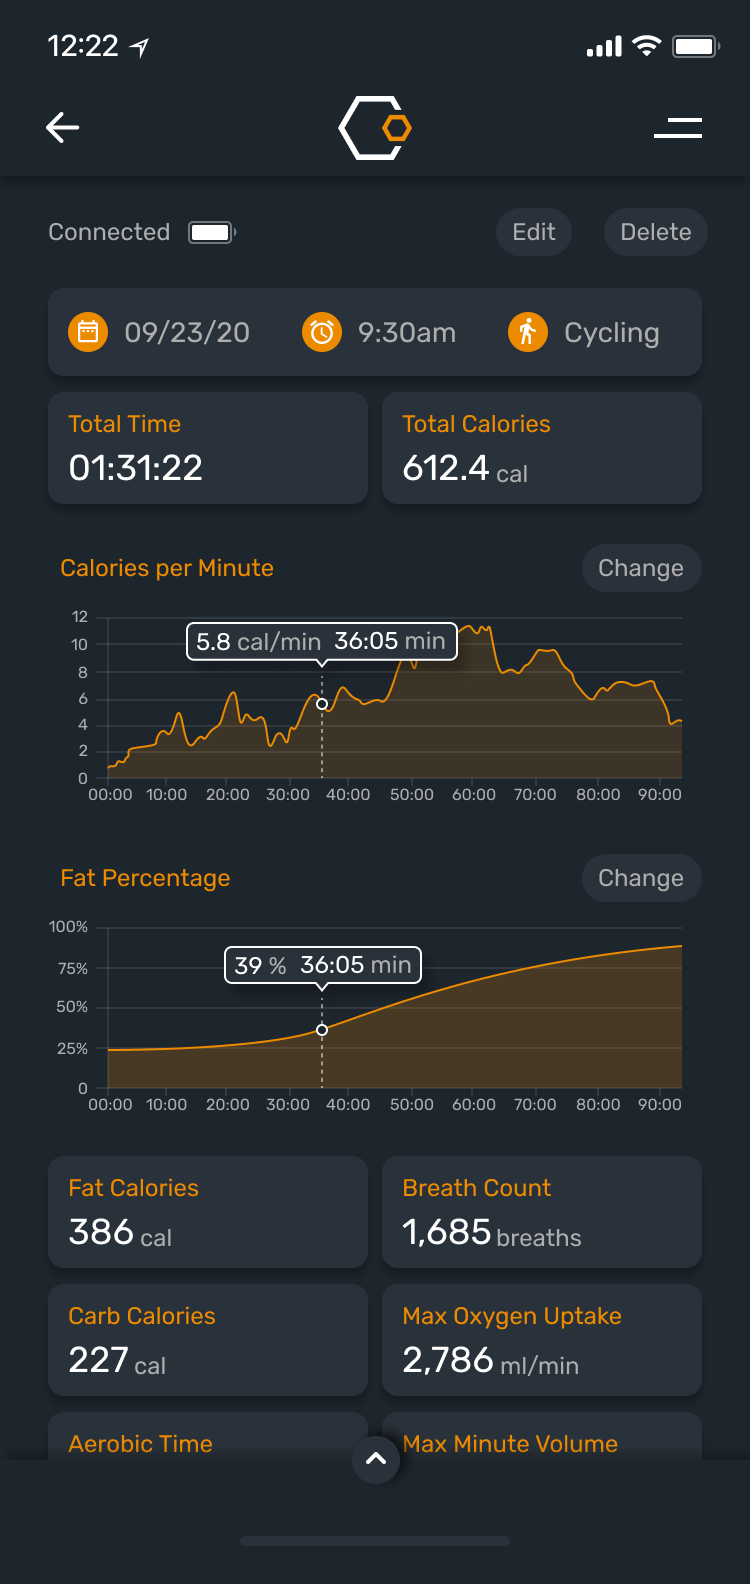 12:22
Connected Edit Delete
09/23/20 9:30am Cycling
Total Time
01:31:22
Total Calories
612.4 cal
Calories per Minute Change
12
10
8
6
4
2
0
5.8 cal/min 36:05 min
00:00 10:00 20:00 30:00 40:00 50:00 60:00 70:00 80:00 90:00
Fat Percentage Change
100%
75%
50%
25%
0
39 % 36:05 min
00:00 10:00 20:00 30:00 40:00 50:00 60:00 70:00 80:00 90:00
Fat Calories
386 cal
Breath Count
1,685 breaths
Carb Calories
227 cal
Max Oxygen Uptake
2,786 ml/min
Aerobic Time
Max Minute Volume